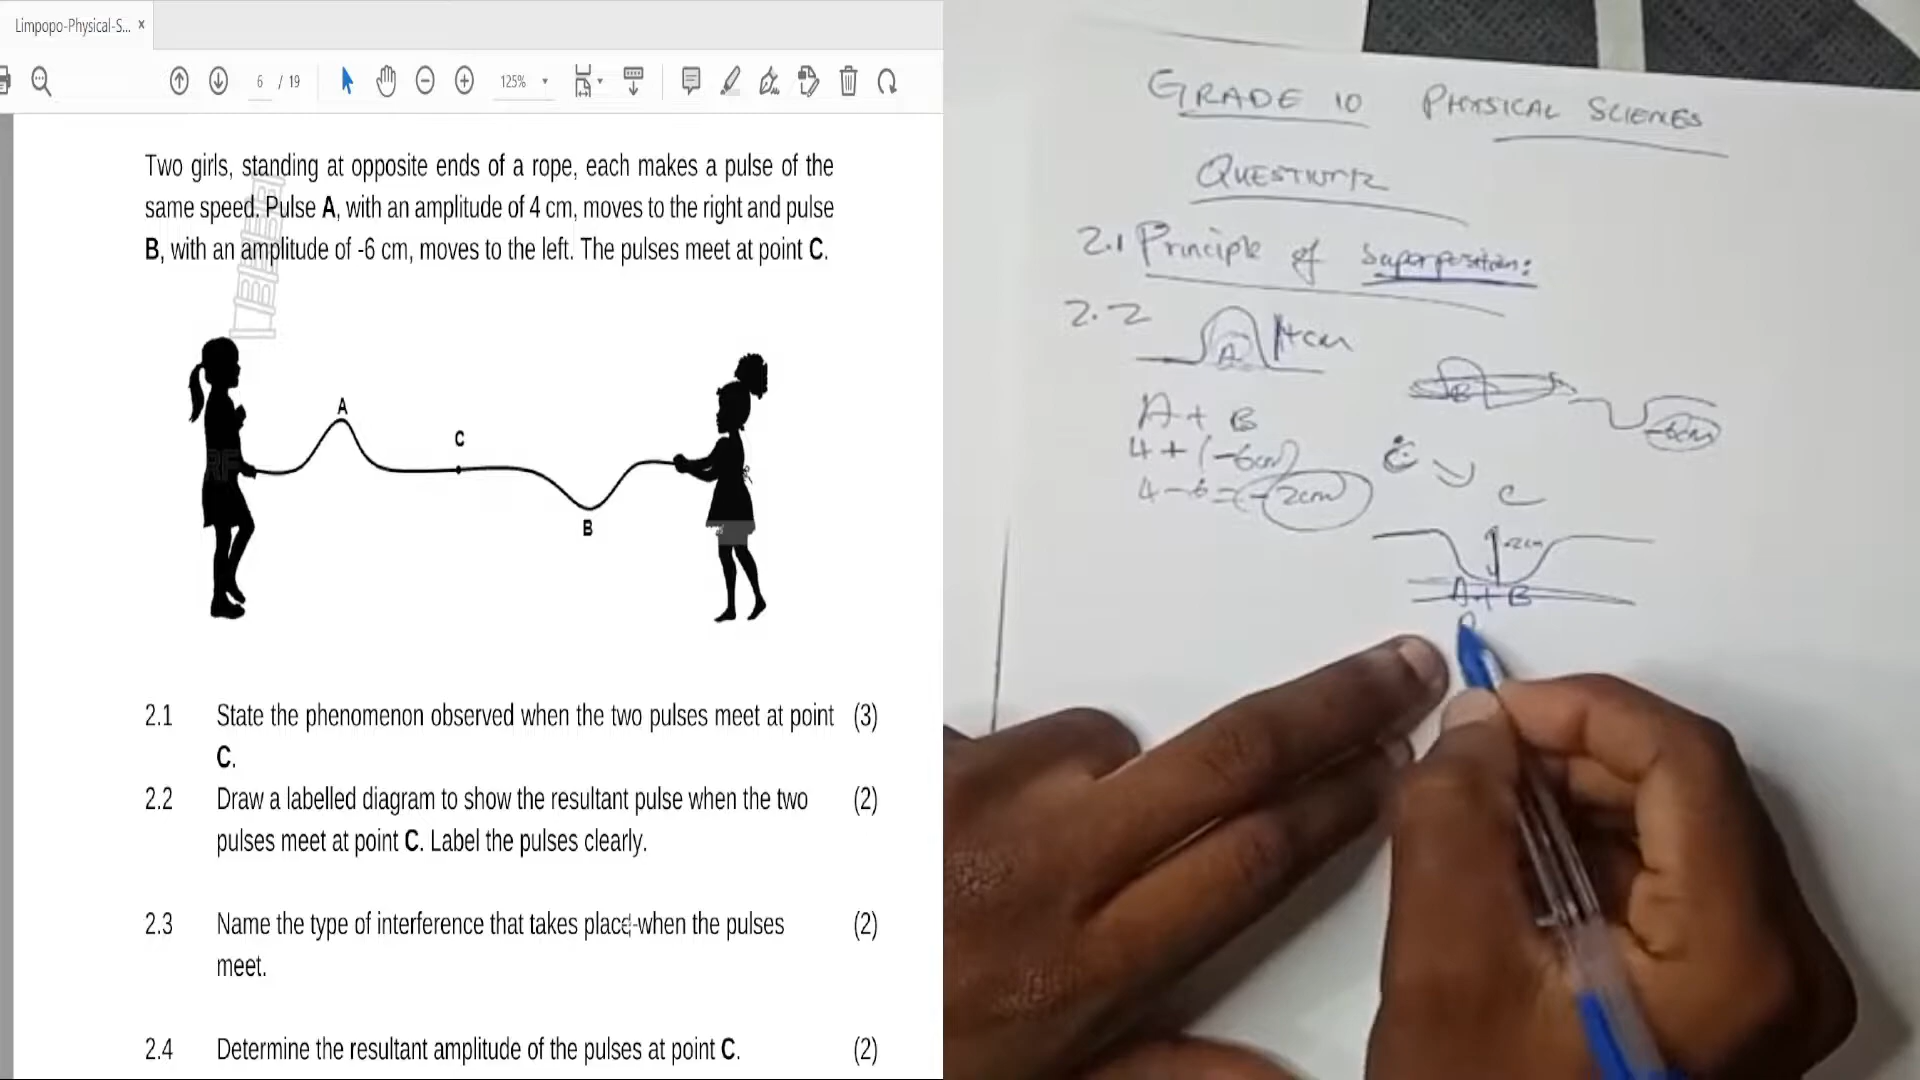 Limpopo-Physical-S... x
6 / 19
125%
Two girls, standing at opposite ends of a rope, each makes a pulse of the
same speed. Pulse A, with an amplitude of 4 cm, moves to the right and pulse
B, with an amplitude of -6 cm, moves to the left. The pulses meet at point C.
A
C
B
2.1 State the phenomenon observed when the two pulses meet at point (3)
C.
2.2 Draw a labelled diagram to show the resultant pulse when the two (2)
pulses meet at point C. Label the pulses clearly.
2.3 Name the type of interference that takes place when the pulses (2)
meet.
2.4 Determine the resultant amplitude of the pulses at point C. (2)
GRADE 10 PHYSICAL SCIENCES
2.1 Principle of superposition:
2.2
A
4cm
B
-6cm
A + B
4 + (-6cm)
4 - 6 = -2cm
C
-2cm
A + B